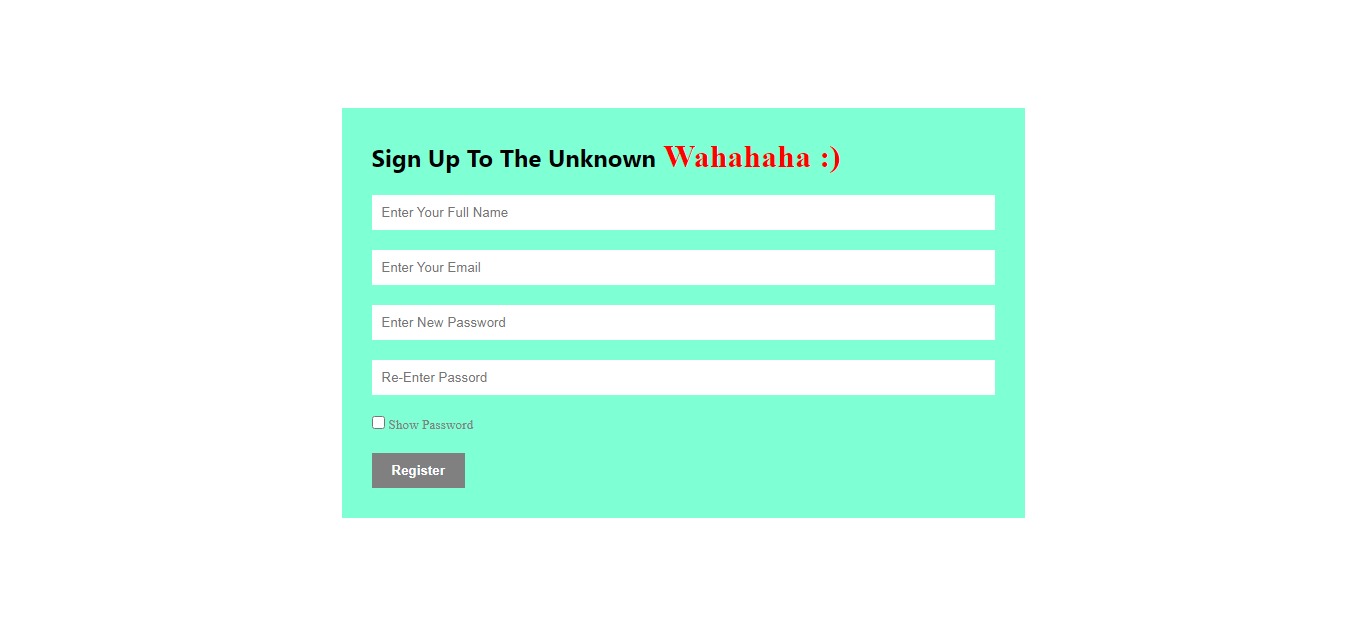 Sign Up To The Unknown Wahahaha :)
Enter Your Full Name
Enter Your Email
Enter New Password
Re-Enter Passord
Show Password
Register